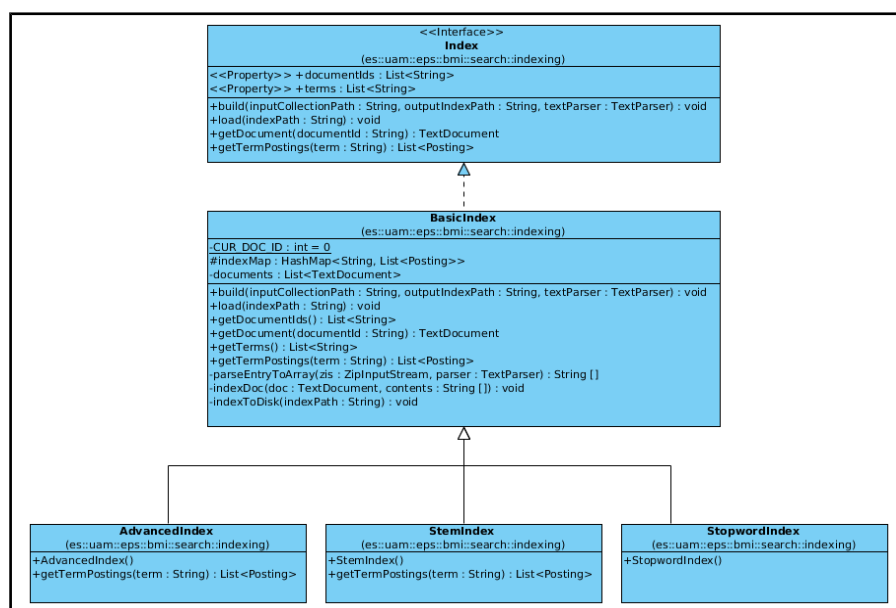 <<Interface>>
Index
(es::uam::eps::bmi::search::indexing)
<<Property>> +documentIds : List<String>
<<Property>> +terms : List<String>
+build(inputCollectionPath : String, outputIndexPath : String, textParser : TextParser) : void
+load(indexPath : String) : void
+getDocument(documentId : String) : TextDocument
+getTermPostings(term : String) : List<Posting>
BasicIndex
(es::uam::eps::bmi::search::indexing)
-CUR_DOC_ID : int = 0
#indexMap : HashMap<String, List<Posting>>
-documents : List<TextDocument>
+build(inputCollectionPath : String, outputIndexPath : String, textParser : TextParser) : void
+load(indexPath : String) : void
+getDocumentIds() : List<String>
+getDocument(documentId : String) : TextDocument
+getTerms() : List<String>
+getTermPostings(term : String) : List<Posting>
-parseEntryToArray(zis : ZipInputStream, parser : TextParser) : String []
-indexDoc(doc : TextDocument, contents : String []) : void
-indexToDisk(indexPath : String) : void
AdvancedIndex
(es::uam::eps::bmi::search::indexing)
+AdvancedIndex()
+getTermPostings(term : String) : List<Posting>
StemIndex
(es::uam::eps::bmi::search::indexing)
+StemIndex()
+getTermPostings(term : String) : List<Posting>
StopwordIndex
(es::uam::eps::bmi::search::indexing)
+StopwordIndex()